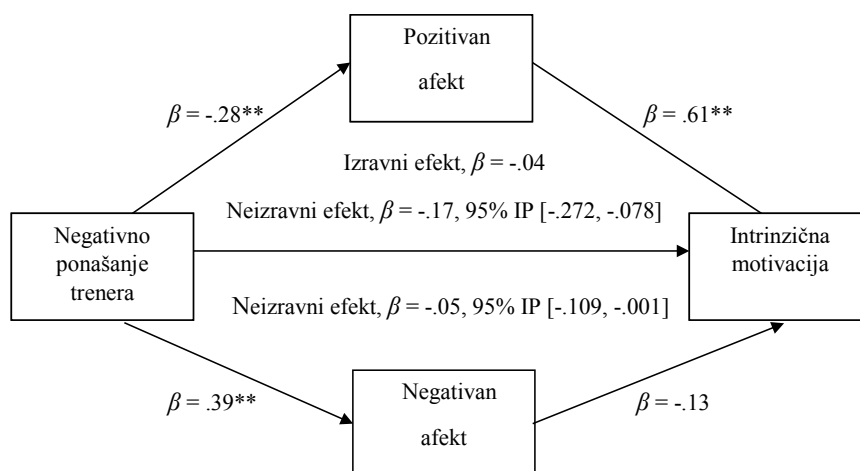 Pozitivan
afekt
β = -.28**
β = .61**
Izravni efekt, β = -.04
Neizravni efekt, β = -.17, 95% IP [-.272, -.078]
Negativno
ponašanje
trenera
Intrinzična
motivacija
Neizravni efekt, β = -.05, 95% IP [-.109, -.001]
β = .39**
Negativan
afekt
β = -.13